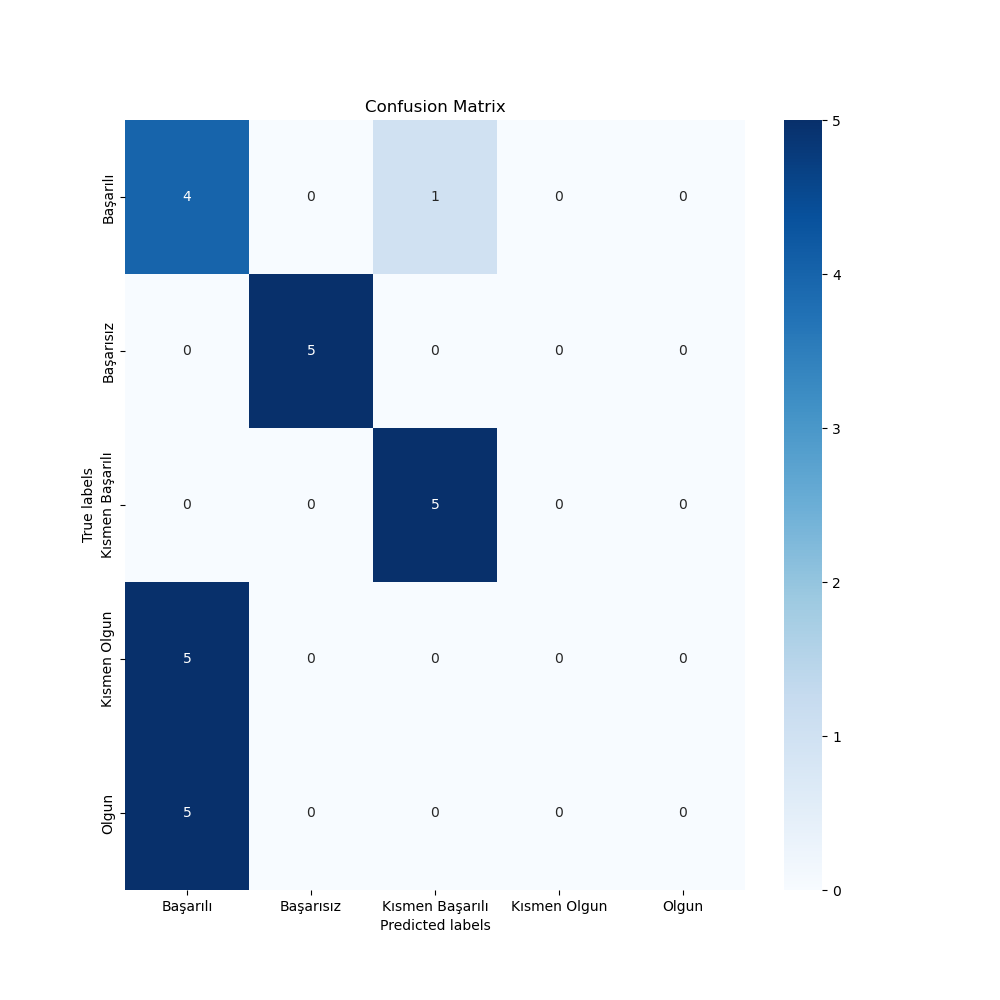 Confusion Matrix
True labels
Başarılı
4 0 1 0 0
Başarısız
0 5 0 0 0
Kısmen Başarılı
0 0 5 0 0
Kısmen Olgun
5 0 0 0 0
Olgun
5 0 0 0 0
Başarılı Başarısız Kısmen Başarılı Kısmen Olgun Olgun
Predicted labels
5
4
3
2
1
0